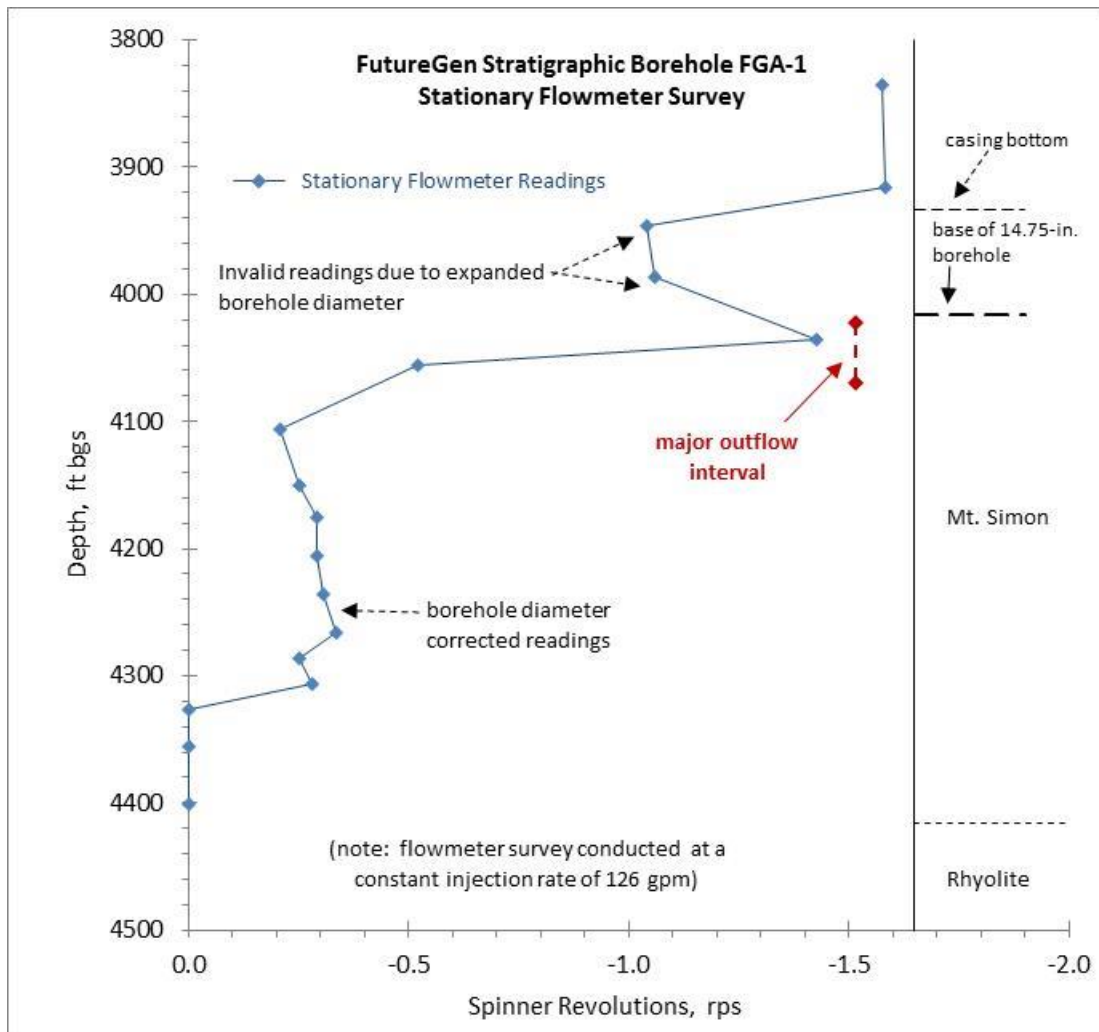 FutureGen Stratigraphic Borehole FGA-1
Stationary Flowmeter Survey
Stationary Flowmeter Readings
casing bottom
base of 14.75-in.
borehole
Invalid readings due to expanded
borehole diameter
major outflow
interval
Mt. Simon
borehole diameter
corrected readings
(note: flowmeter survey conducted at a
constant injection rate of 126 gpm)
Rhyolite
Depth, ft bgs
3800
3900
4000
4100
4200
4300
4400
4500
0.0
-0.5
-1.0
-1.5
-2.0
Spinner Revolutions, rps